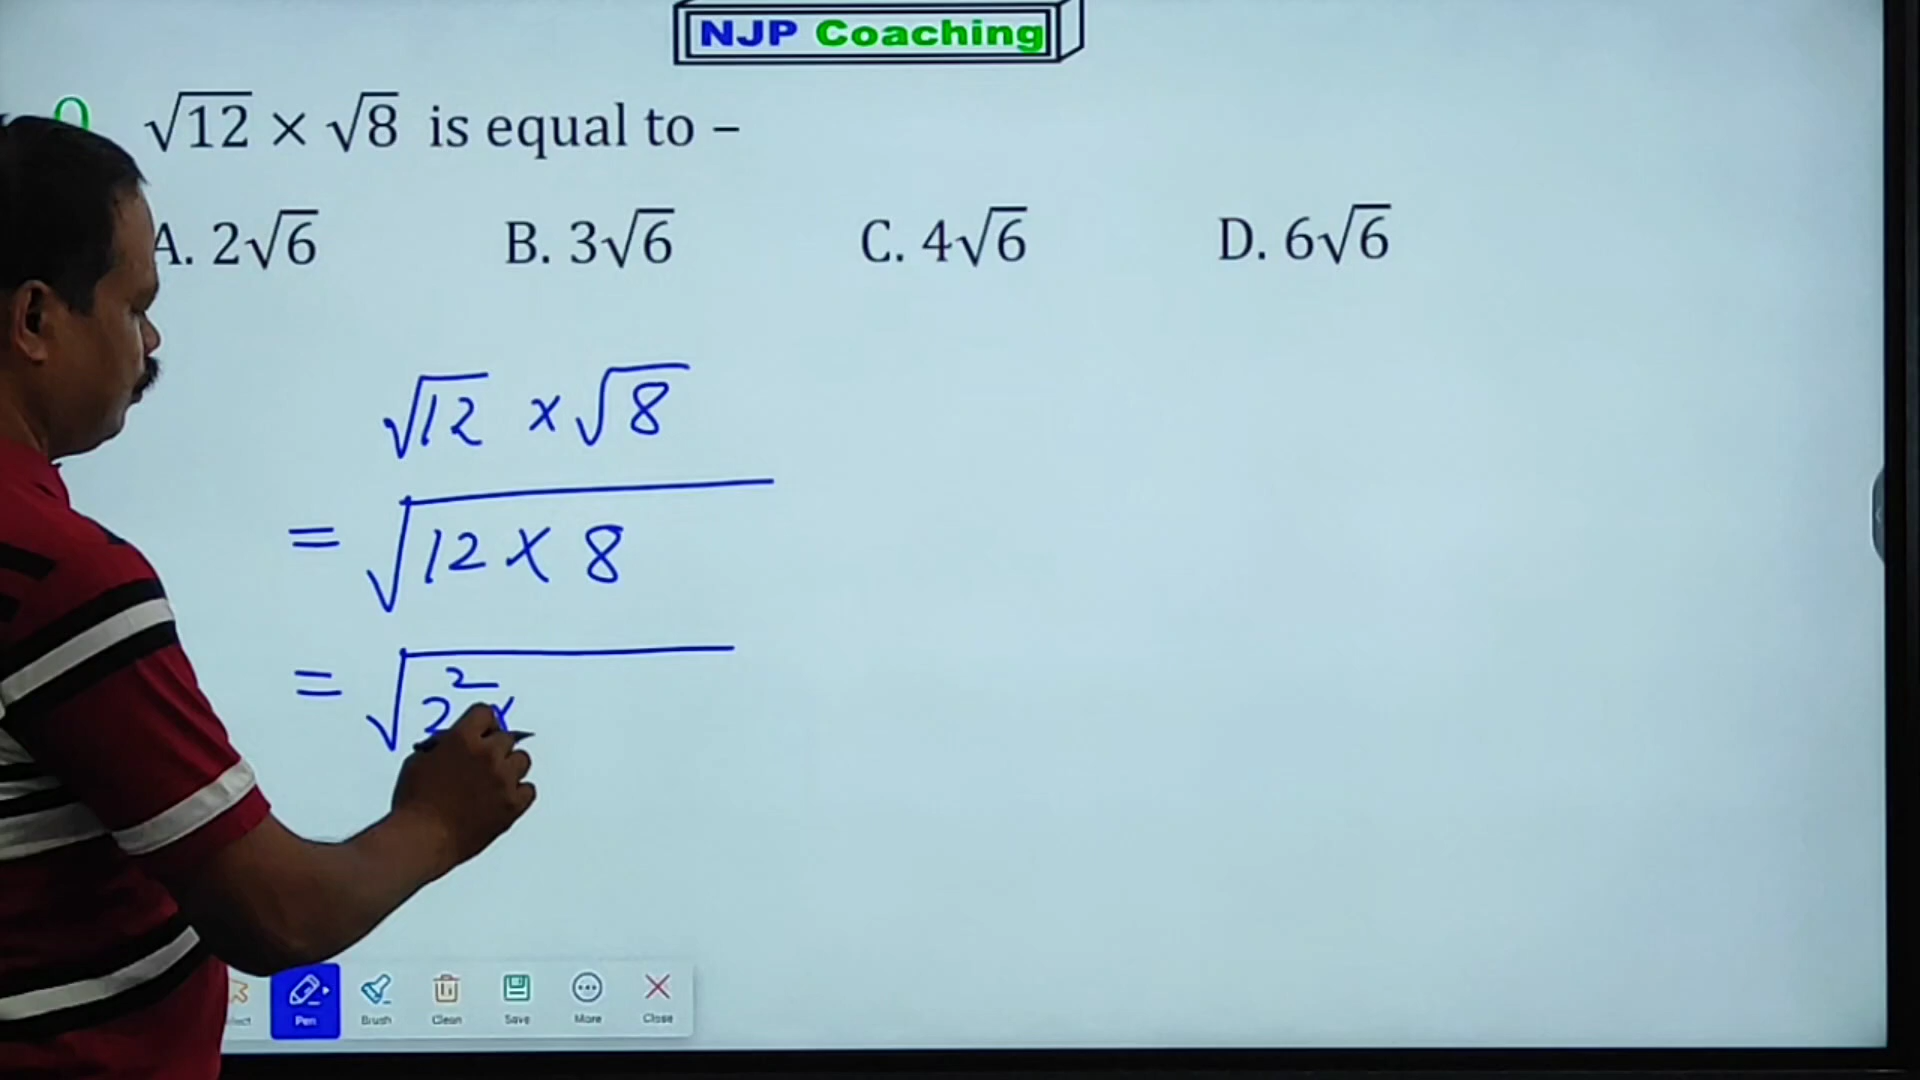 NJP Coaching
√12 × √8 is equal to –
A. 2√6 B. 3√6 C. 4√6 D. 6√6
√12 × √8
= √12 × 8
= √2² ×
Pen Brush Clean Save More Close